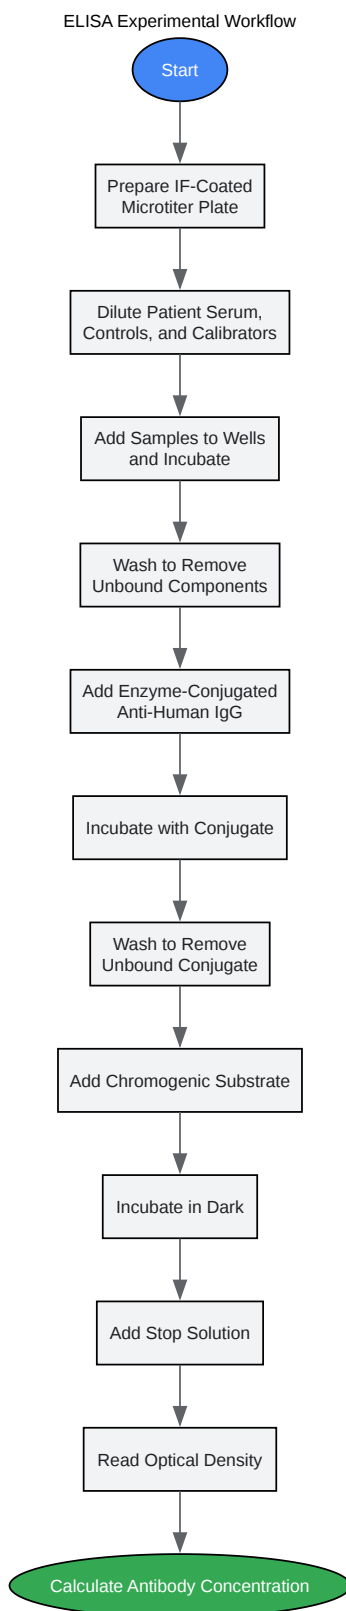 ELISA Experimental Workflow
Start
Prepare IF-Coated
Microtiter Plate
Dilute Patient Serum,
Controls, and Calibrators
Add Samples to Wells
and Incubate
Wash to Remove
Unbound Components
Add Enzyme-Conjugated
Anti-Human IgG
Incubate with Conjugate
Wash to Remove
Unbound Conjugate
Add Chromogenic Substrate
Incubate in Dark
Add Stop Solution
Read Optical Density
Calculate Antibody Concentration